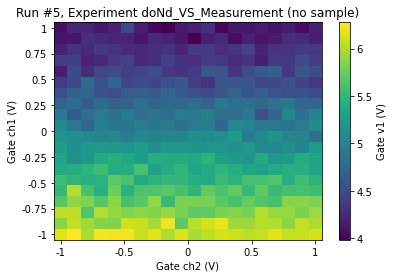 Run #5, Experiment doNd_VS_Measurement (no sample)
1
0.75
0.5
0.25
0
-0.25
-0.5
-0.75
-1
Gate ch1 (V)
-1 -0.5 0 0.5 1
Gate ch2 (V)
6
5.5
5
4.5
4
Gate v1 (V)